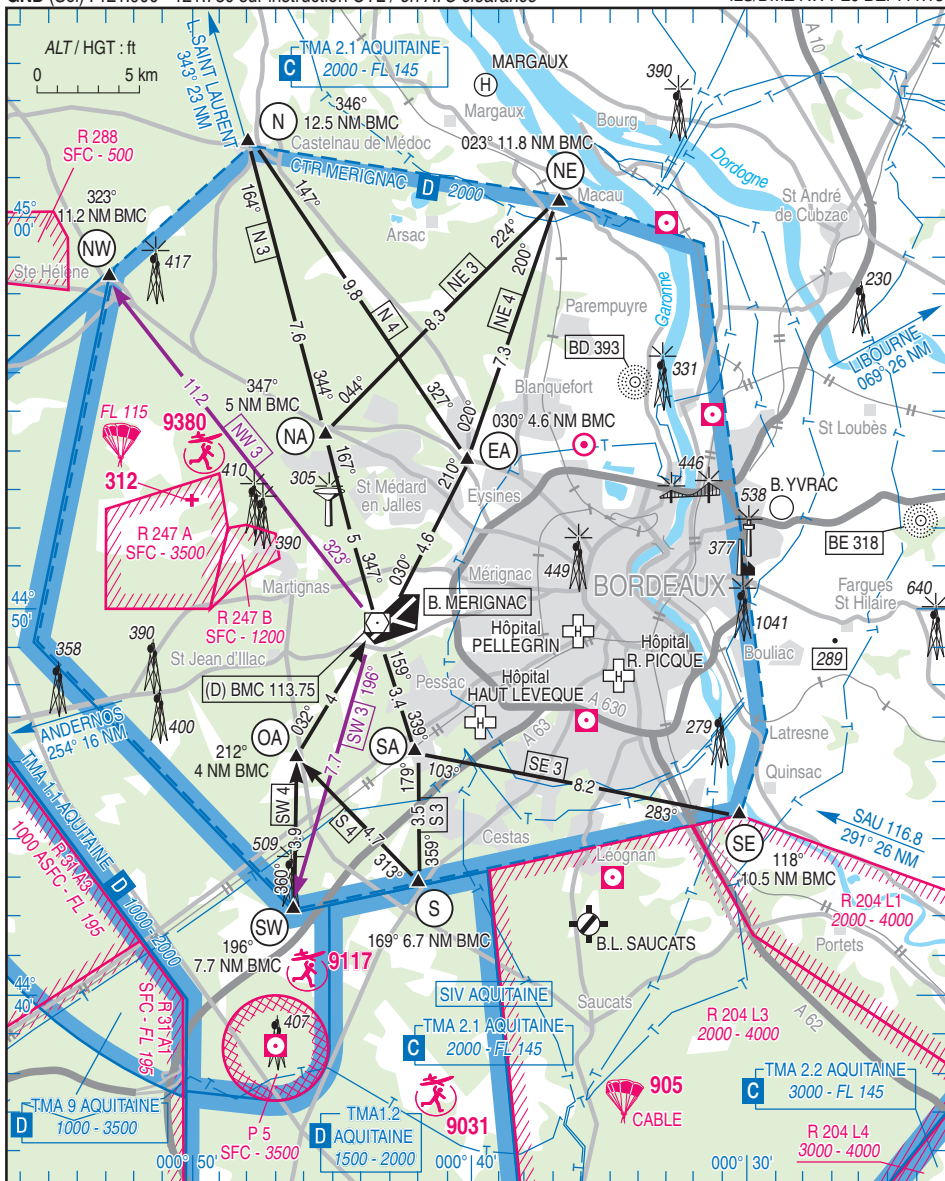 ALT / HGT : ft
0 5 km
L.SAINT LAURENT
343° 23 NM
TMA 2.1 AQUITAINE
C 2000 - FL 145
MARGAUX
H
Margaux
390
A 10
Bourg
Dordogne
N
346°
12.5 NM BMC
Castelnau de Médoc
023° 11.8 NM BMC
NE
Macau
St André
de Cubzac
R 288
SFC - 500
CTR MERIGNAC D 2000
45°
00'
323°
11.2 NM BMC
NW
Ste Hélène
417
Arsac
164°
N 3
7.6
344°
147°
9.8
N 4
327°
224°
NE 3
8.3
044°
200°
NE 4
7.3
020°
Parempuyre
Garonne
230
BD 393
331
LIBOURNE
069° 26 NM
Blanquefort
347°
5 NM BMC
NA
030° 4.6 NM BMC
EA
St Loubès
FL 115
312
9380
410
390
305
St Médard
en Jalles
Eysines
446
538
B. YVRAC
BE 318
R 247 A
SFC - 3500
R 247 B
SFC - 1200
11.2
NW 3
323°
167°
5
347°
210°
4.6
030°
Martignas
Mérignac
449
BORDEAUX
377
Fargues
St Hilaire
640
44°
50'
B. MERIGNAC
Hôpital
PELLEGRIN
Hôpital
R. PICQUE
1041
Bouliac
289
358
390
400
St Jean d'Illac
(D) BMC 113.75
Pessac
Hôpital
HAUT LEVEQUE
A 630
A 63
279
Latresne
Quinsac
ANDERNOS
254° 16 NM
OA
212°
4 NM BMC
032°
4
196°
SW 3
7.7
159°
3.4
339°
SA
103°
SE 3
8.2
283°
SE
118°
10.5 NM BMC
SAU 116.8
291° 26 NM
TMA 1.1 AQUITAINE D 1000 - 2000
R 31 A3
1000 ASFC - FL 195
SW 4
3.9
360°
509
S 4
4.7
313°
179°
S 3
3.5
359°
Cestas
Léognan
SW
196°
7.7 NM BMC
S
169° 6.7 NM BMC
B.L. SAUCATS
R 204 L1
2000 - 4000
Portets
9117
44°
40'
R 31 A1
SFC - FL 195
407
SIV AQUITAINE
TMA 2.1 AQUITAINE
C 2000 - FL 145
Saucats
R 204 L3
2000 - 4000
A 62
TMA 9 AQUITAINE
D 1000 - 3500
P 5
SFC - 3500
TMA1.2
D AQUITAINE
1500 - 2000
9031
905
CABLE
TMA 2.2 AQUITAINE
C 3000 - FL 145
R 204 L4
3000 - 4000
000° 50'
000° 40'
000° 30'